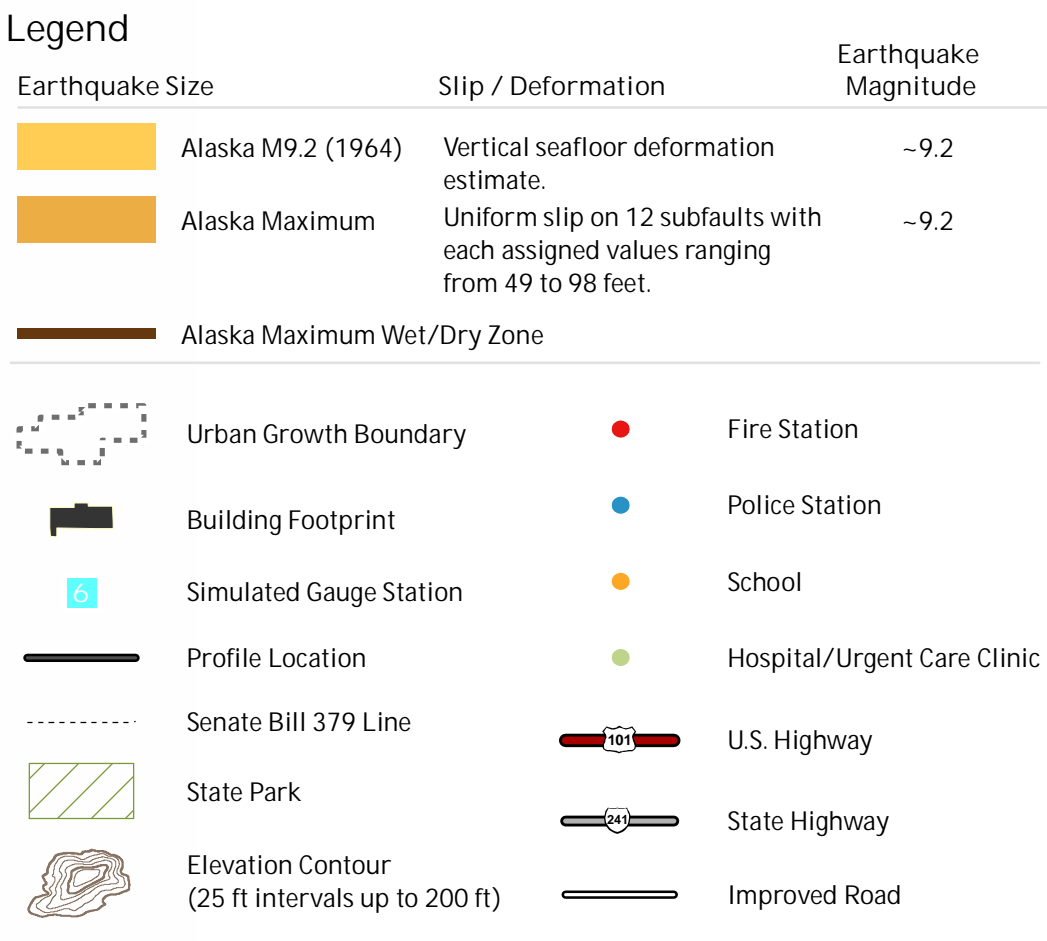 Legend
Earthquake Size
Slip / Deformation
Earthquake
Magnitude
Alaska M9.2 (1964)
Vertical seafloor deformation
estimate.
~9.2
Alaska Maximum
Uniform slip on 12 subfaults with
each assigned values ranging
from 49 to 98 feet.
~9.2
Alaska Maximum Wet/Dry Zone
Urban Growth Boundary
Building Footprint
6
Simulated Gauge Station
Profile Location
Senate Bill 379 Line
State Park
Elevation Contour
(25 ft intervals up to 200 ft)
Fire Station
Police Station
School
Hospital/Urgent Care Clinic
101
U.S. Highway
241
State Highway
Improved Road